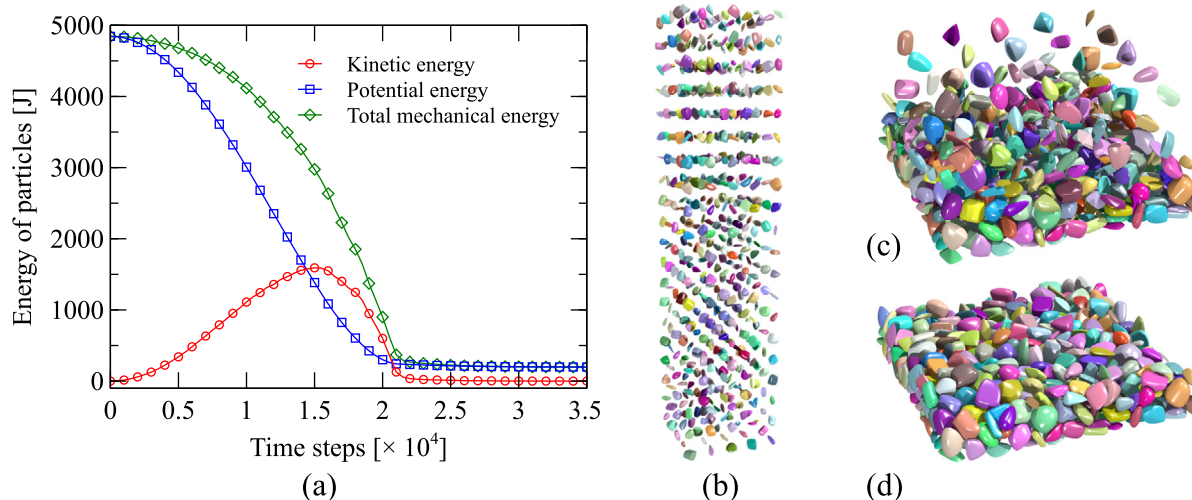 5000
4000
3000
2000
1000
0
Energy of particles [J]
Kinetic energy
Potential energy
Total mechanical energy
0 0.5 1 1.5 2 2.5 3 3.5
Time steps [× 10⁴]
(a)
(b)
(c)
(d)